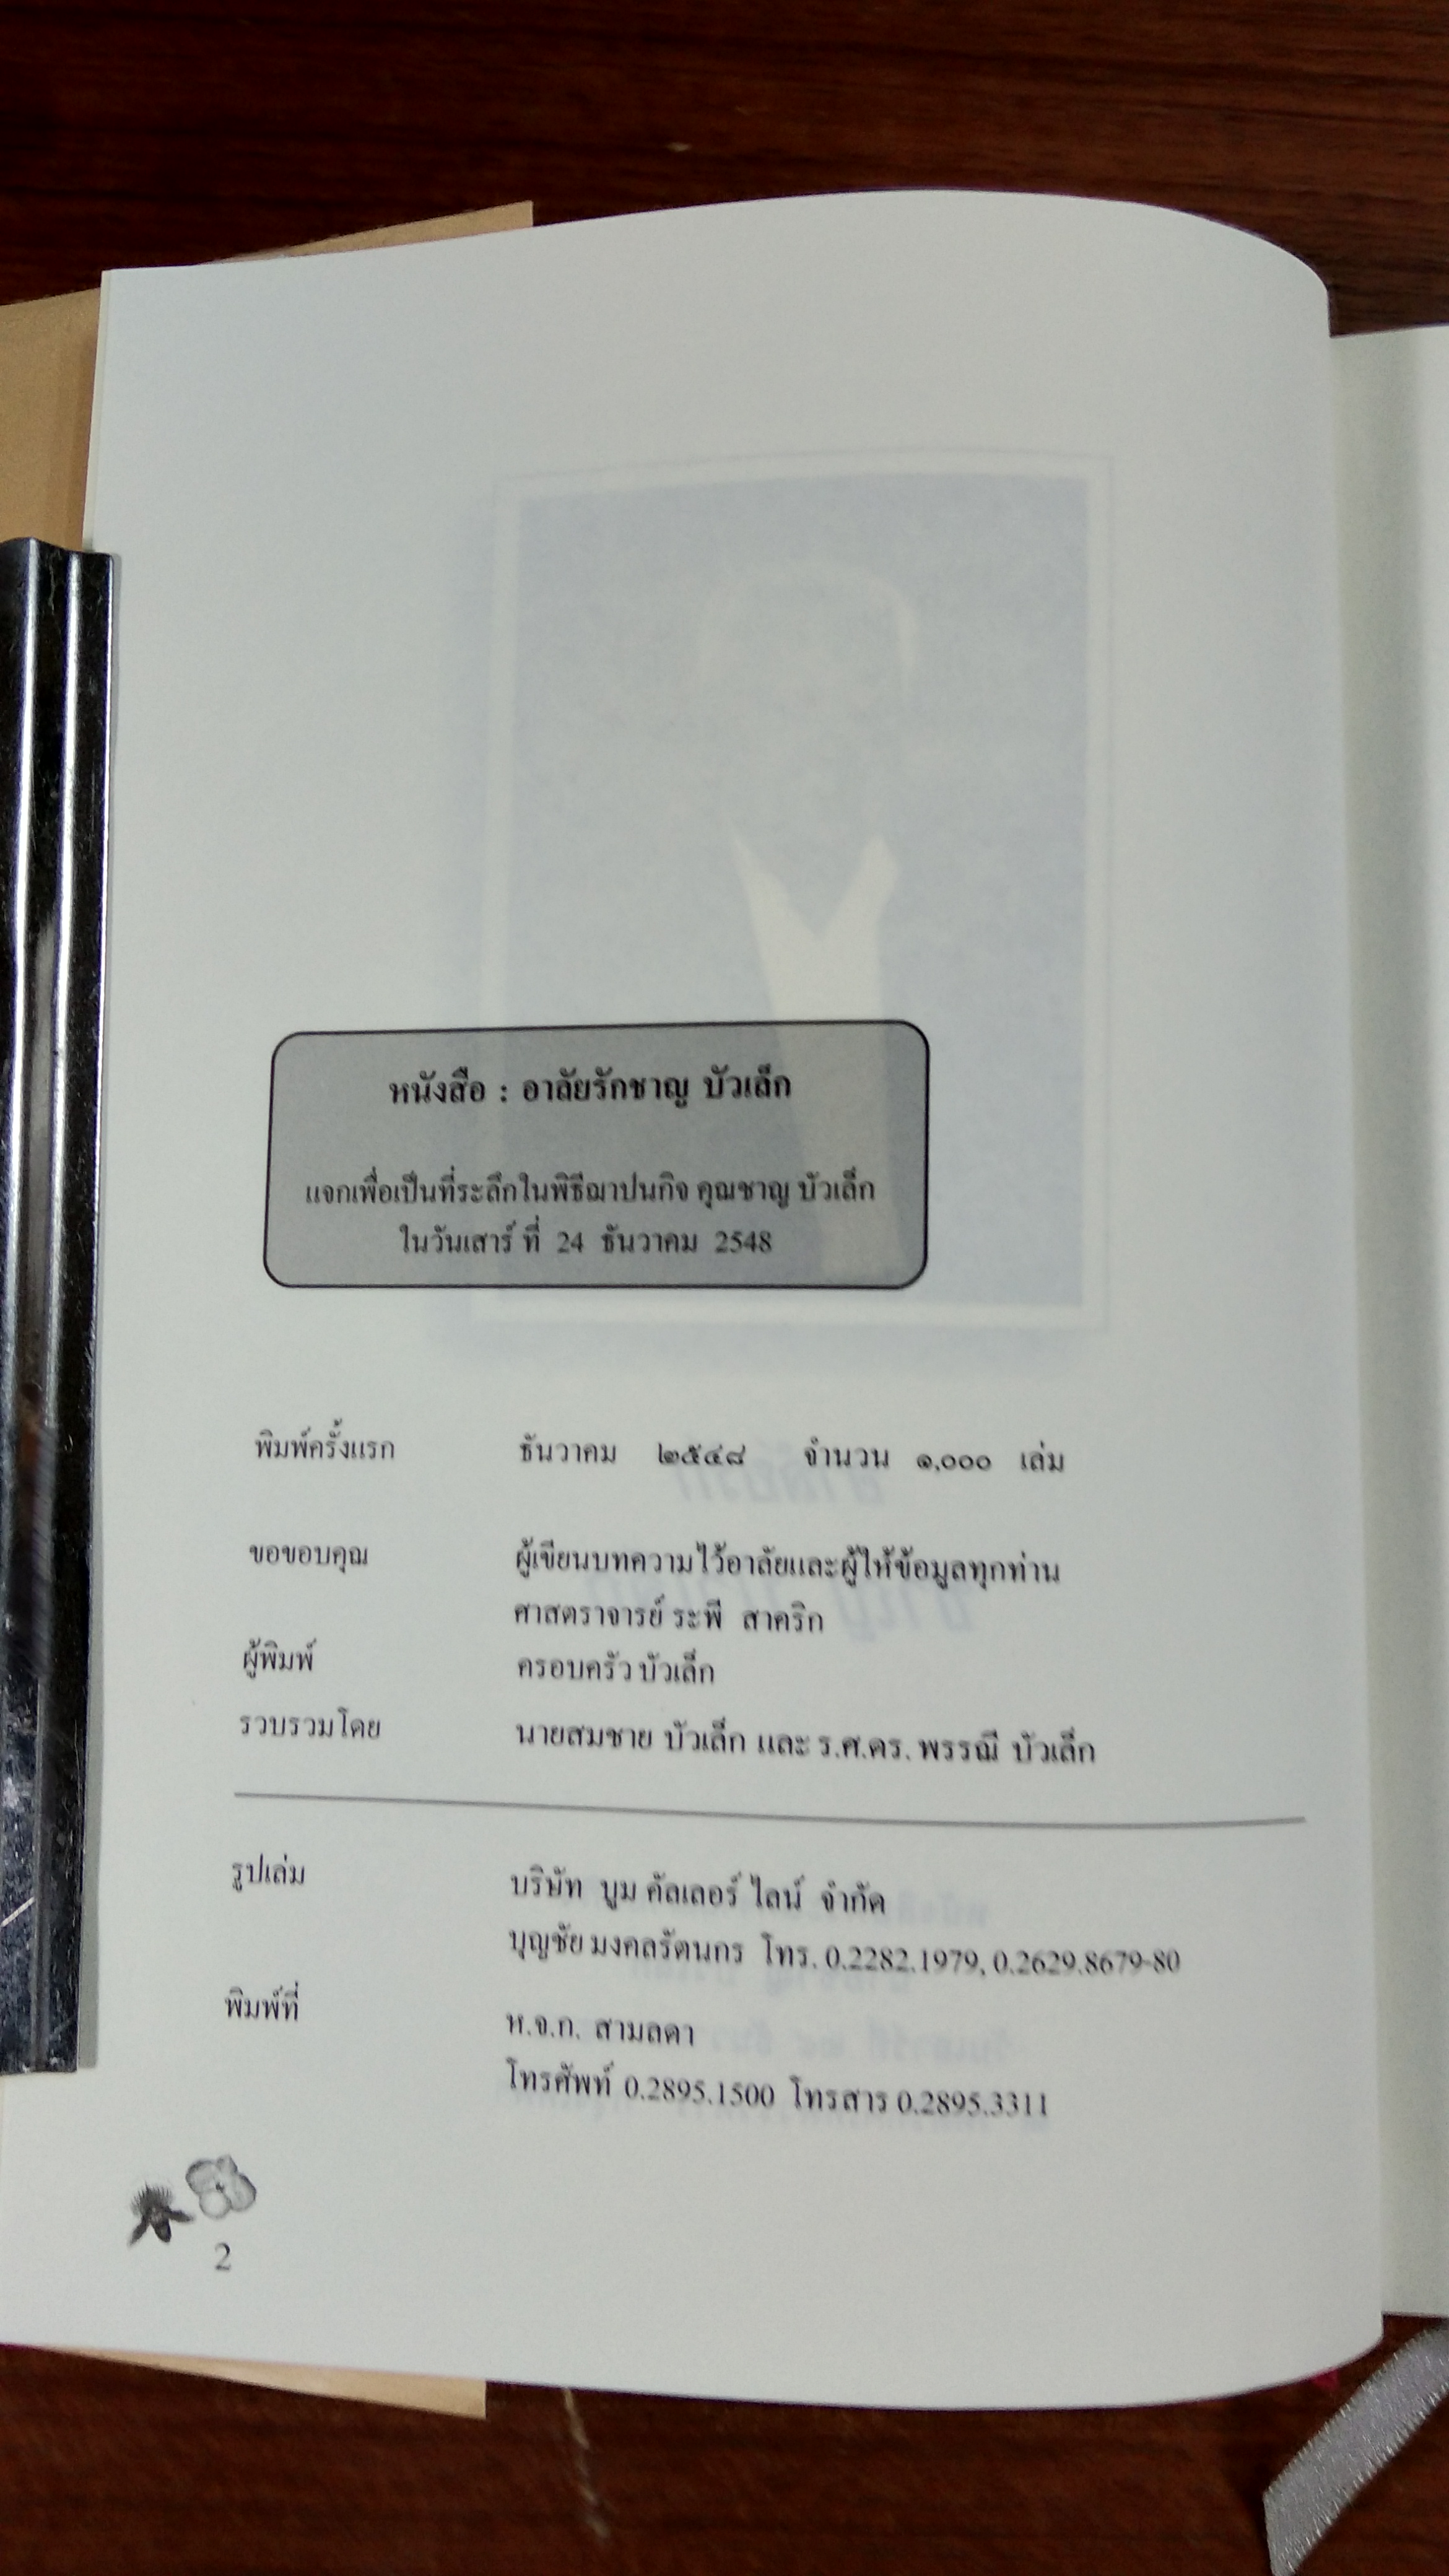 หนังสือ : อาลัยรักชาญ บัวเล็ก
แจกเพื่อเป็นที่ระลึกในพิธีฌาปนกิจ คุณชาญ บัวเล็ก
ในวันเสาร์ ที่ 24 ธันวาคม 2548
พิมพ์ครั้งแรก ธันวาคม ๒๕๔๘ จำนวน ๑,๐๐๐ เล่ม
ขอขอบคุณ ผู้เขียนบทความไว้อาลัยและผู้ให้ข้อมูลทุกท่าน
ศาสตราจารย์ ระพี สาคริก
ผู้พิมพ์ ครอบครัว บัวเล็ก
รวบรวมโดย นายสมชาย บัวเล็ก และ ร.ศ.ดร. พรรณี บัวเล็ก
รูปเล่ม บริษัท บูม คัลเลอร์ ไลน์ จำกัด
บุญชัย มงคลรัตนกร โทร. 0.2282.1979, 0.2629.8679-80
พิมพ์ที่ ห.จ.ก. สามลดา
โทรศัพท์ 0.2895.1500 โทรสาร 0.2895.3311
2